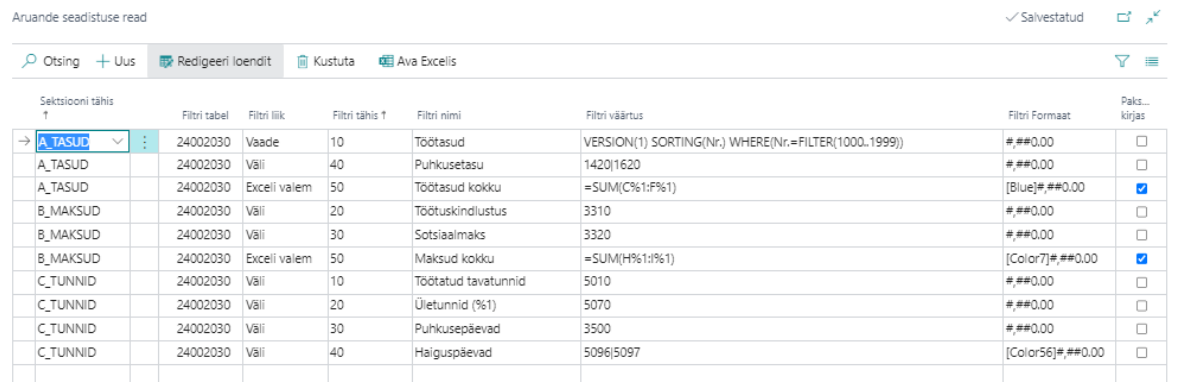 Aruande seadistuse read
Salvestatud
Otsing Uus Redigeeri loendit Kustuta Ava Excelis
Sektsiooni tähis ↑ Filtri tabel Filtri liik Filtri tähis ↑ Filtri nimi Filtri väärtus Filtri Formaat Paks... kirjas
A_TASUD 24002030 Vaade 10 Töötasud VERSION(1) SORTING(Nr.) WHERE(Nr.=FILTER(1000..1999)) #,##0.00
A_TASUD 24002030 Väli 40 Puhkusetasu 1420|1620 #,##0.00
A_TASUD 24002030 Exceli valem 50 Töötasud kokku =SUM(C%1:F%1) [Blue]#,##0.00
B_MAKSUD 24002030 Väli 20 Töötuskindlustus 3310 #,##0.00
B_MAKSUD 24002030 Väli 30 Sotsiaalmaks 3320 #,##0.00
B_MAKSUD 24002030 Exceli valem 50 Maksud kokku =SUM(H%1:I%1) [Color7]#,##0.00
C_TUNNID 24002030 Väli 10 Töötatud tavatunnid 5010 #,##0.00
C_TUNNID 24002030 Väli 20 Ületunnid (%1) 5070 #,##0.00
C_TUNNID 24002030 Väli 30 Puhkusepäevad 3500 #,##0.00
C_TUNNID 24002030 Väli 40 Haiguspäevad 5096|5097 [Color56]#,##0.00